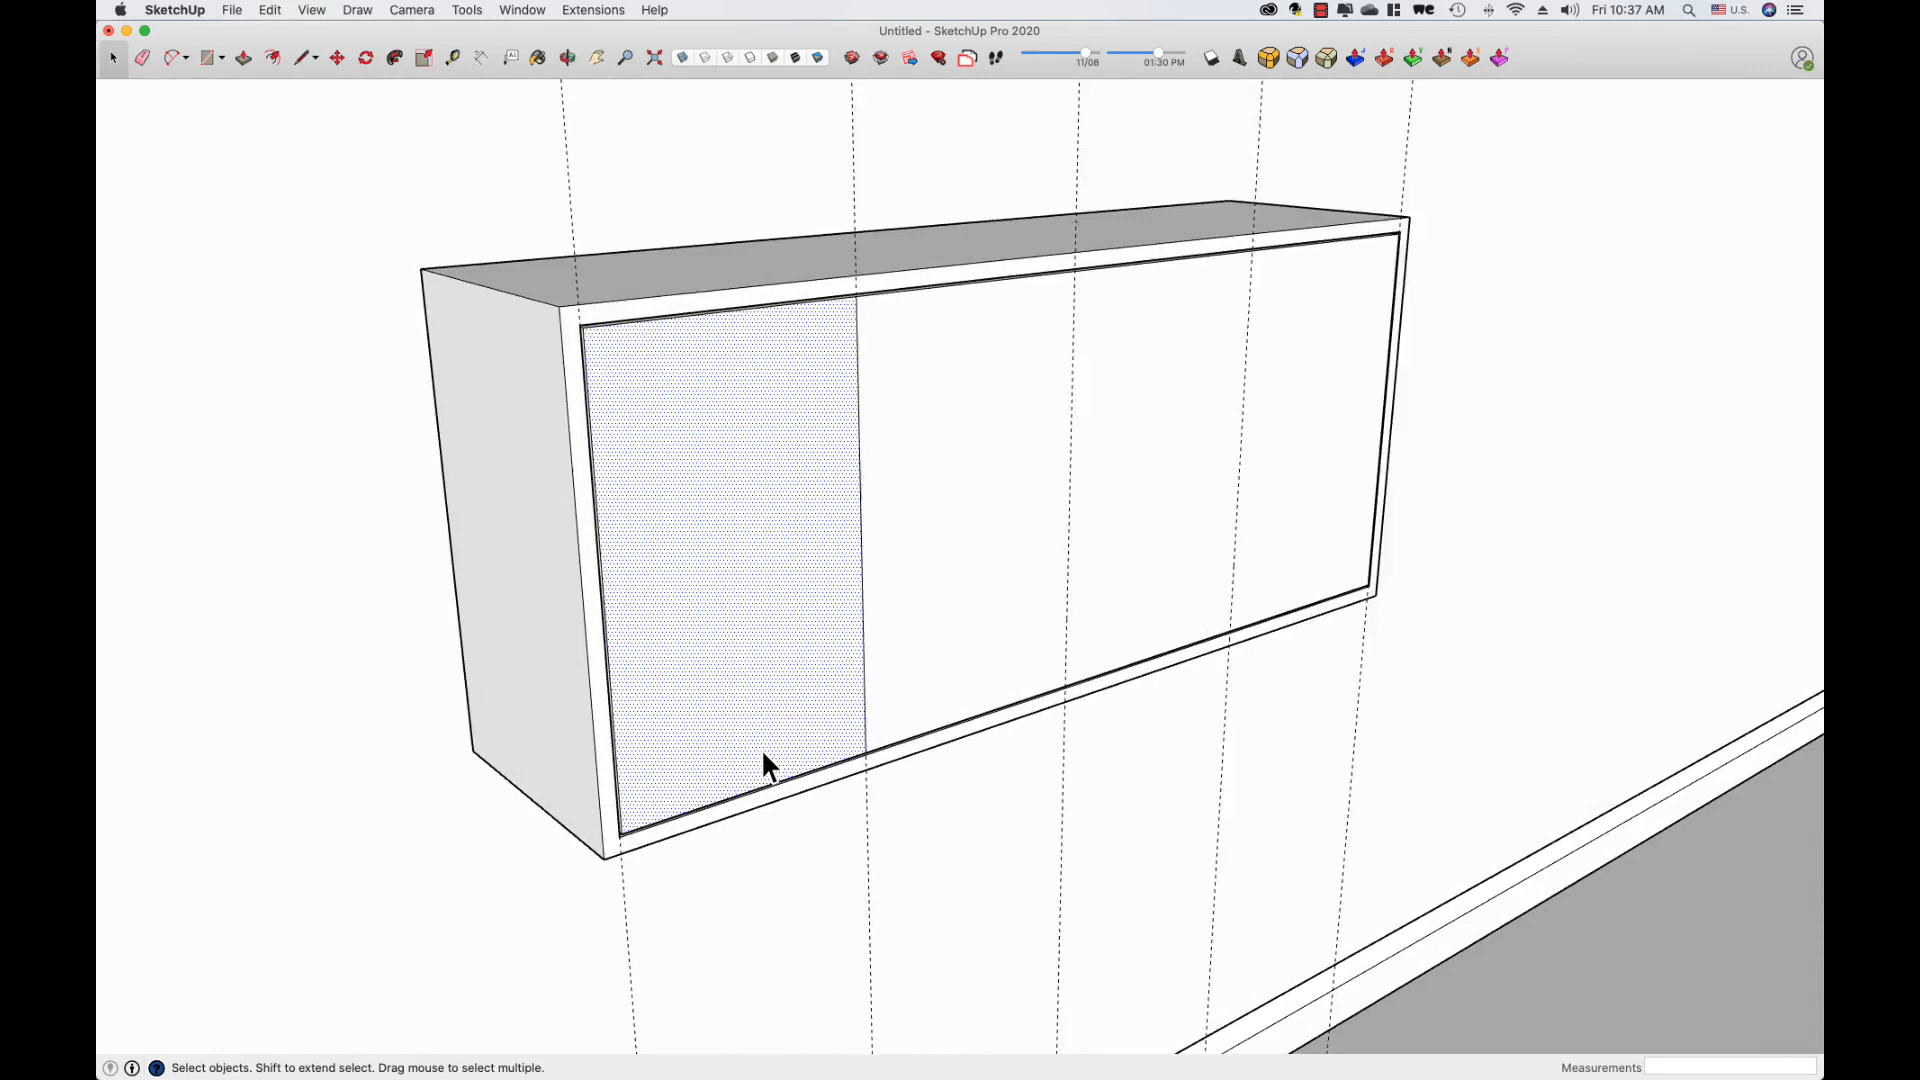 SketchUp File Edit View Draw Camera Tools Window Extensions Help
U.S. Fri 10:37 AM
Untitled - SketchUp Pro 2020
11/08 01:30 PM
Select objects. Shift to extend select. Drag mouse to select multiple.
Measurements